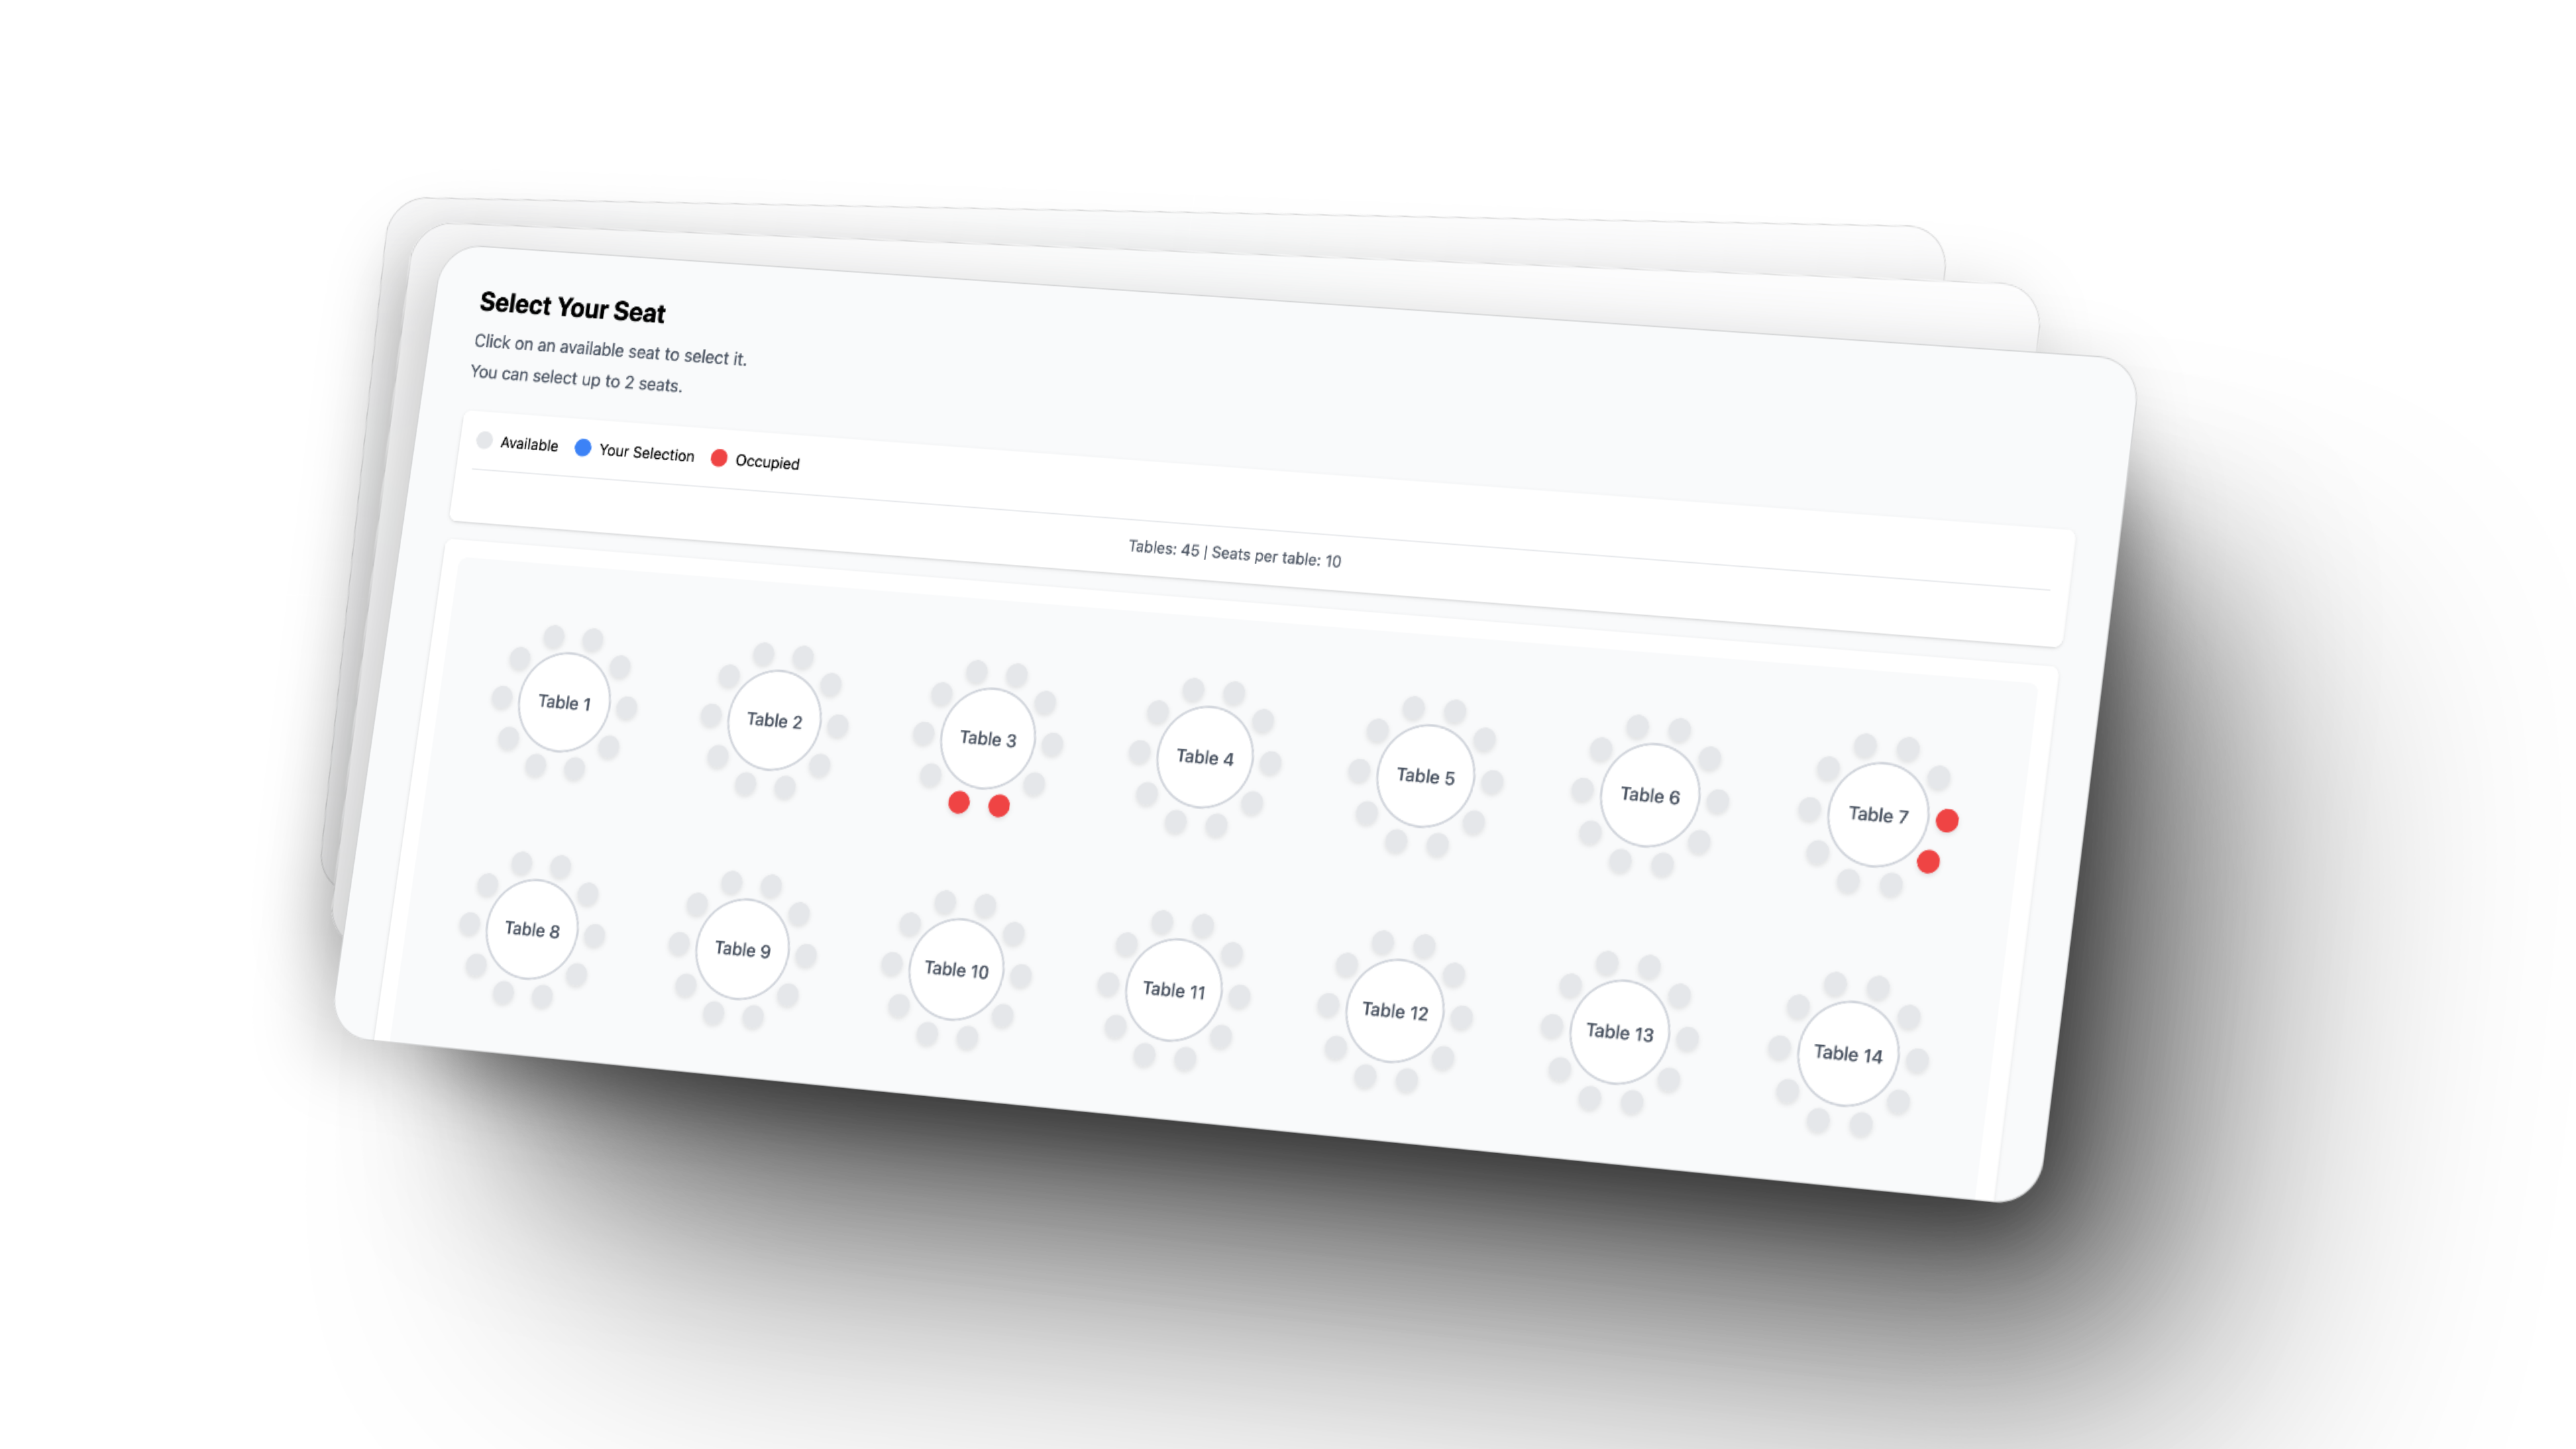 Select Your Seat
Click on an available seat to select it.
You can select up to 2 seats.
Available Your Selection Occupied
Tables: 45 | Seats per table: 10
Table 1 Table 2 Table 3 Table 4 Table 5 Table 6 Table 7
Table 8 Table 9 Table 10 Table 11 Table 12 Table 13 Table 14